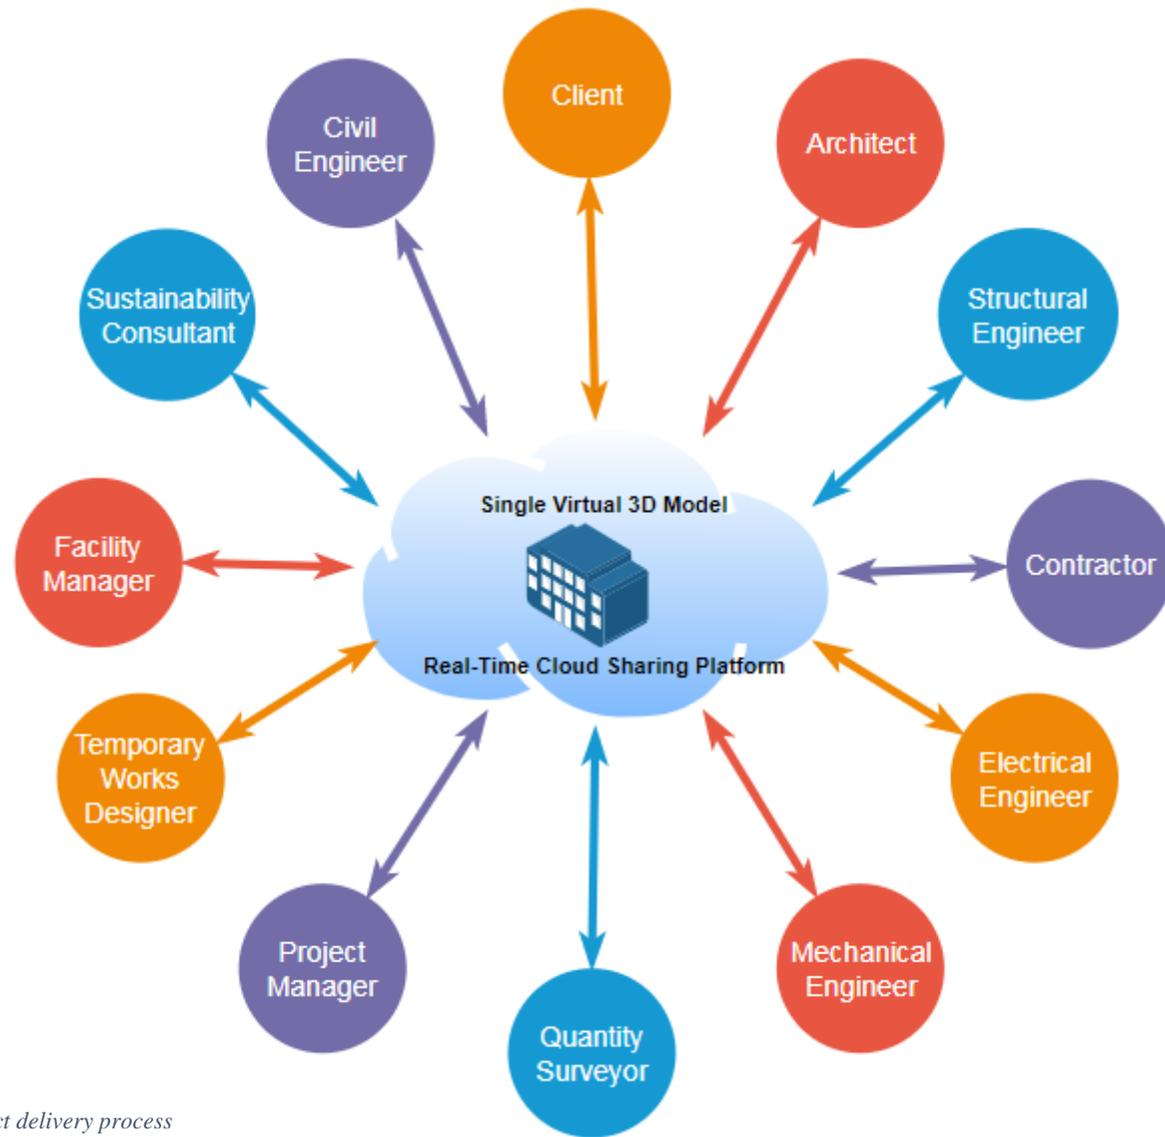 Client
Civil
Engineer
Architect
Sustainability
Consultant
Structural
Engineer
Single Virtual 3D Model
Facility
Manager
Contractor
Real-Time Cloud Sharing Platform
Temporary
Works
Designer
Electrical
Engineer
Project
Manager
Mechanical
Engineer
Quantity
Surveyor
delivery process